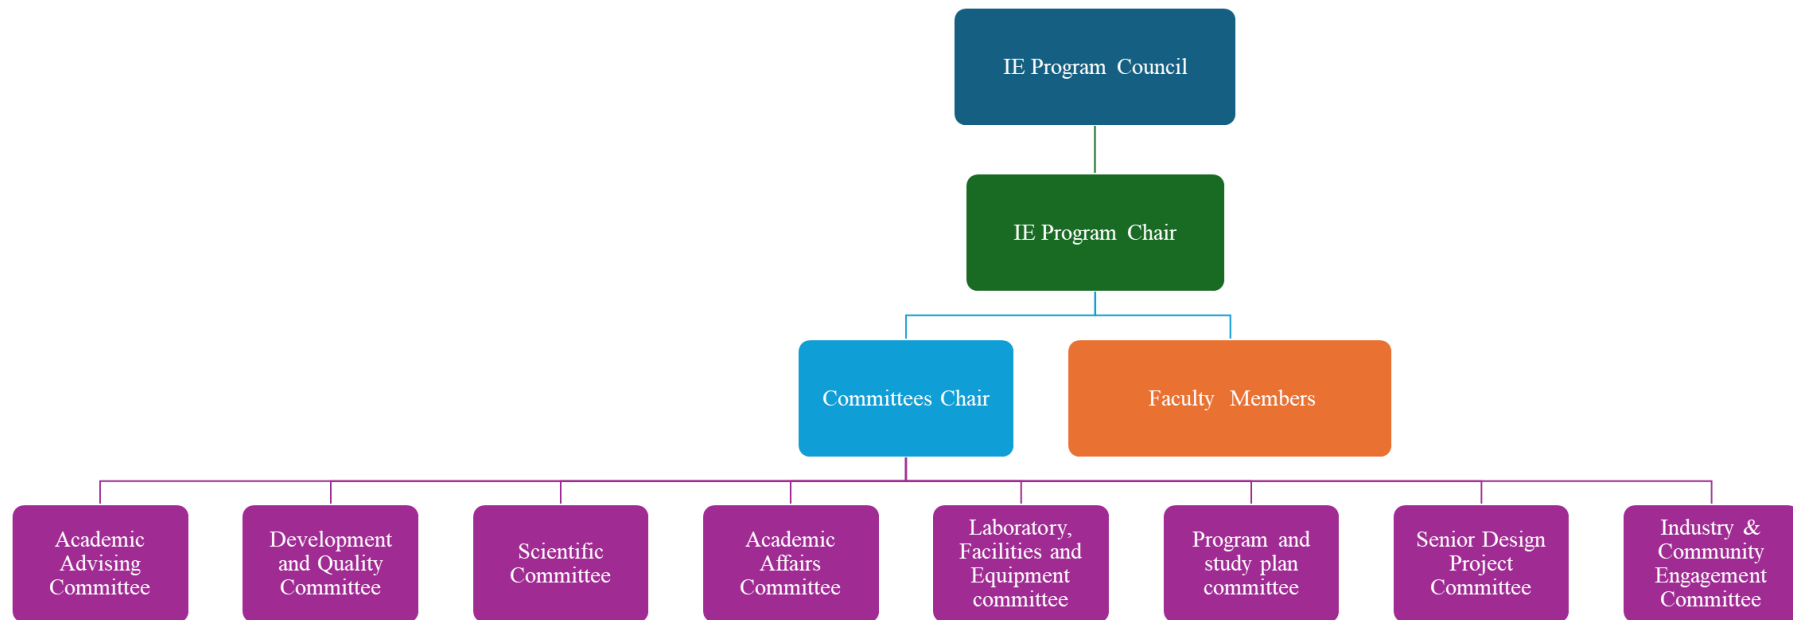 IE Program Council
IE Program Chair
Committees Chair
Faculty Members
Academic
Advising
Committee
Development
and Quality
Committee
Scientific
Committee
Academic
Affairs
Committee
Laboratory,
Facilities and
Equipment
committee
Program and
study plan
committee
Senior Design
Project
Committee
Industry &
Community
Engagement
Committee